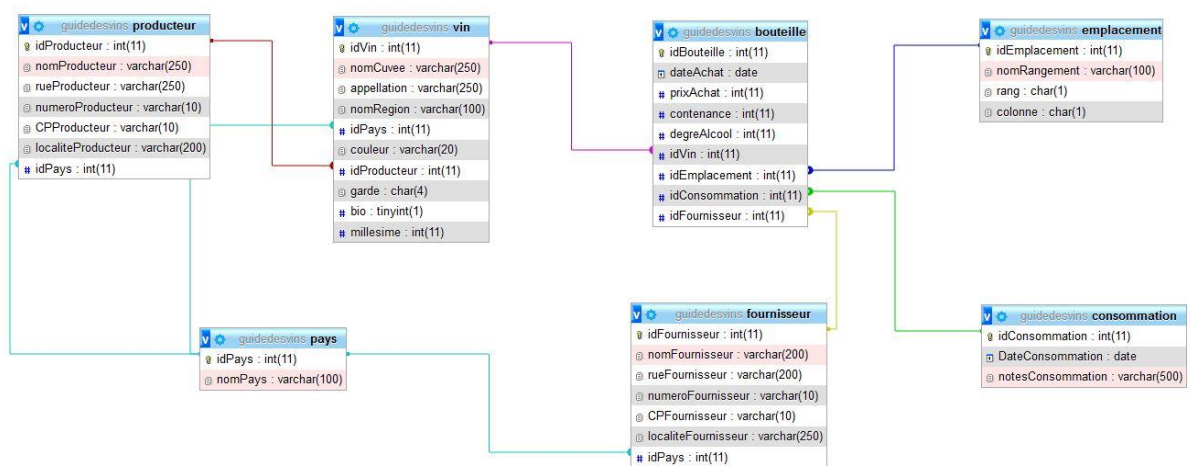 guidedesvins producteur
idProducteur : int(11)
nomProducteur : varchar(250)
rueProducteur : varchar(250)
numeroProducteur : varchar(10)
CPProducteur : varchar(10)
localiteProducteur : varchar(200)
# idPays : int(11)
guidedesvins vin
idVin : int(11)
nomCuvee : varchar(250)
appellation : varchar(250)
nomRegion : varchar(100)
# idPays : int(11)
couleur : varchar(20)
# idProducteur : int(11)
garde : char(4)
# bio : tinyint(1)
# millesime : int(11)
guidedesvins bouteille
idBouteille : int(11)
dateAchat : date
# prixAchat : int(11)
# contenance : int(11)
# degreAlcool : int(11)
# idVin : int(11)
# idEmplacement : int(11)
# idConsommation : int(11)
# idFournisseur : int(11)
guidedesvins emplacement
idEmplacement : int(11)
nomRangement : varchar(100)
rang : char(1)
colonne : char(1)
guidedesvins pays
idPays : int(11)
nomPays : varchar(100)
guidedesvins fournisseur
idFournisseur : int(11)
nomFournisseur : varchar(200)
rueFournisseur : varchar(200)
numeroFournisseur : varchar(10)
CPFournisseur : varchar(10)
localiteFournisseur : varchar(250)
# idPays : int(11)
guidedesvins consommation
idConsommation : int(11)
DateConsommation : date
notesConsommation : varchar(500)